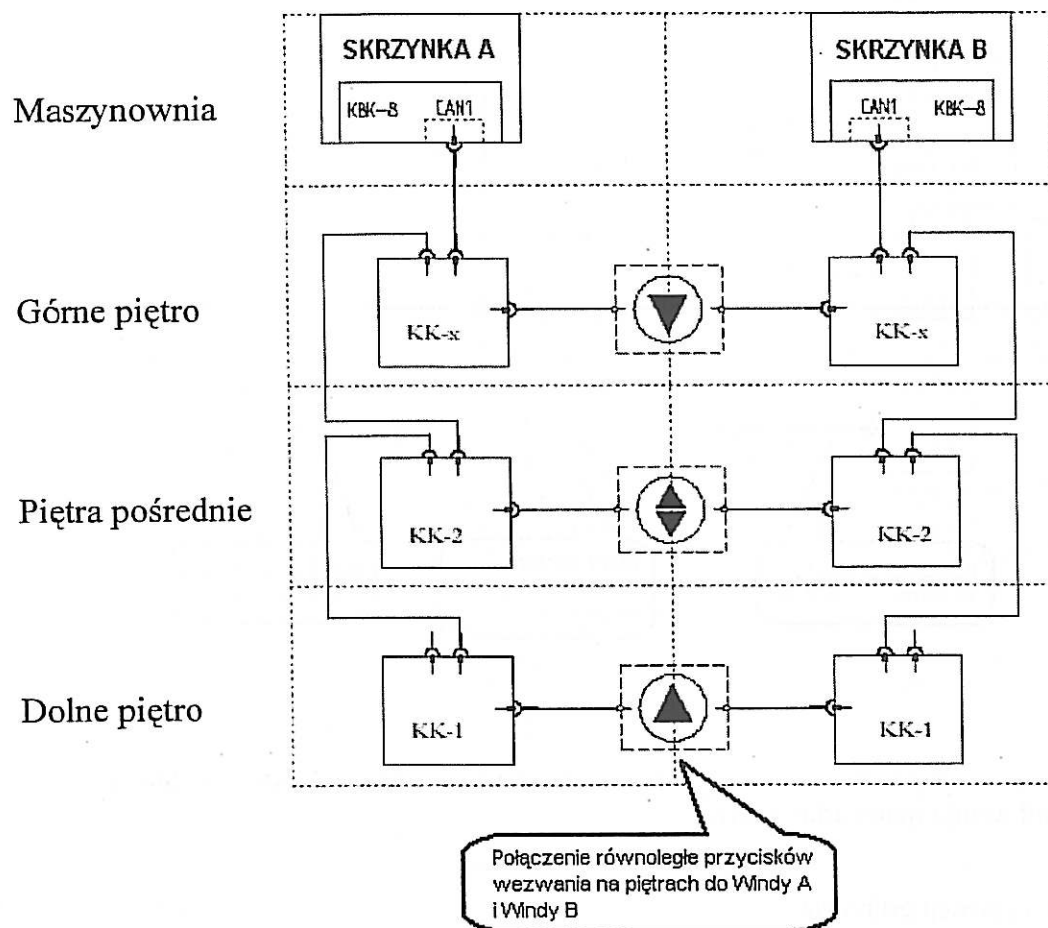 SKRZYNKA A
SKRZYNKA B
Maszynownia
KBK-8
CAN1
CAN1
KBK-8
Górne piętro
KK-x
KK-x
Piętra pośrednie
KK-2
KK-2
Dolne piętro
KK-1
KK-1
Połączenie równoległe przycisków
wezwania na piętrach do Windy A
i Windy B